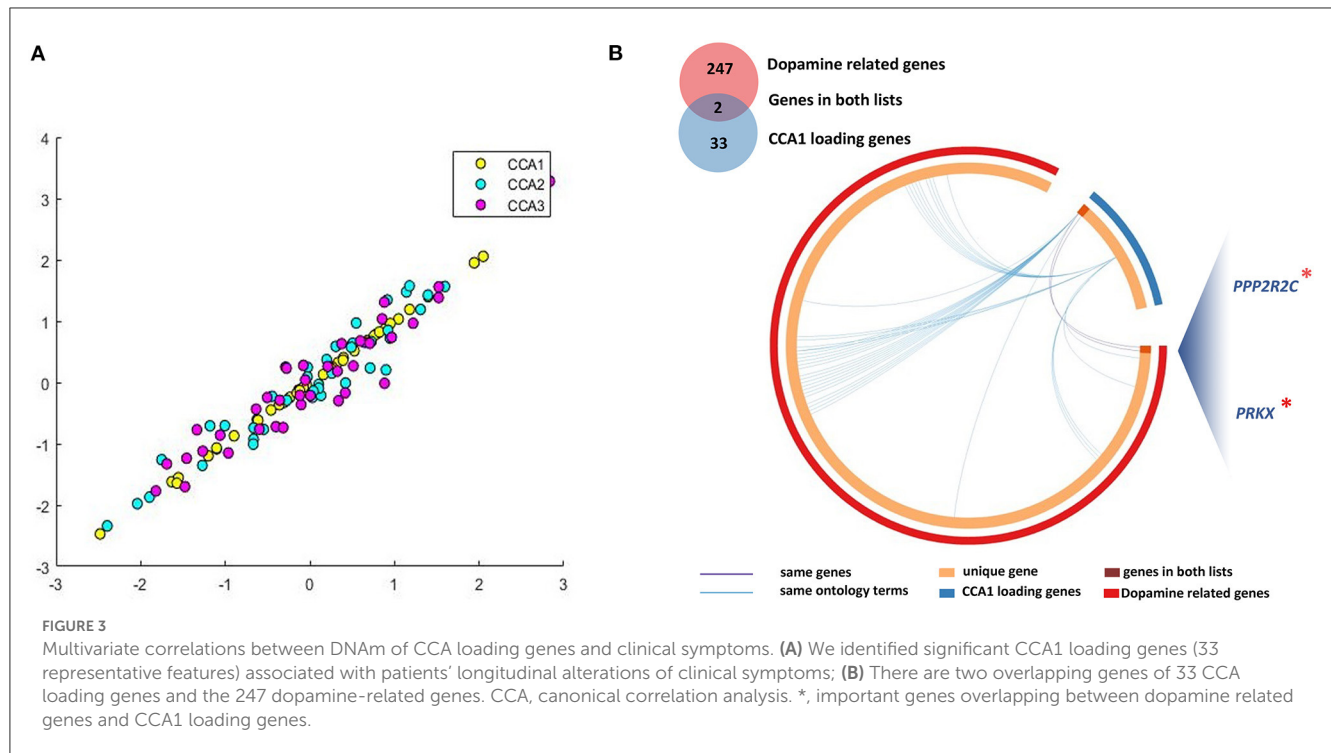 A
4
3
2
1
0
-1
-2
-3
-3
-2
-1
0
1
2
3
CCA1
CCA2
CCA3
B
247
Dopamine related genes
2
Genes in both lists
33
CCA1 loading genes
PPP2R2C *
PRKX *
same genes
unique gene
genes in both lists
same ontology terms
CCA1 loading genes
Dopamine related genes
FIGURE 3
Multivariate correlations between DNAm of CCA loading genes and clinical symptoms. (A) We identified significant CCA1 loading genes (33
representative features) associated with patients' longitudinal alterations of clinical symptoms; (B) There are two overlapping genes of 33 CCA
loading genes and the 247 dopamine-related genes. CCA, canonical correlation analysis. *, important genes overlapping between dopamine related
genes and CCA1 loading genes.